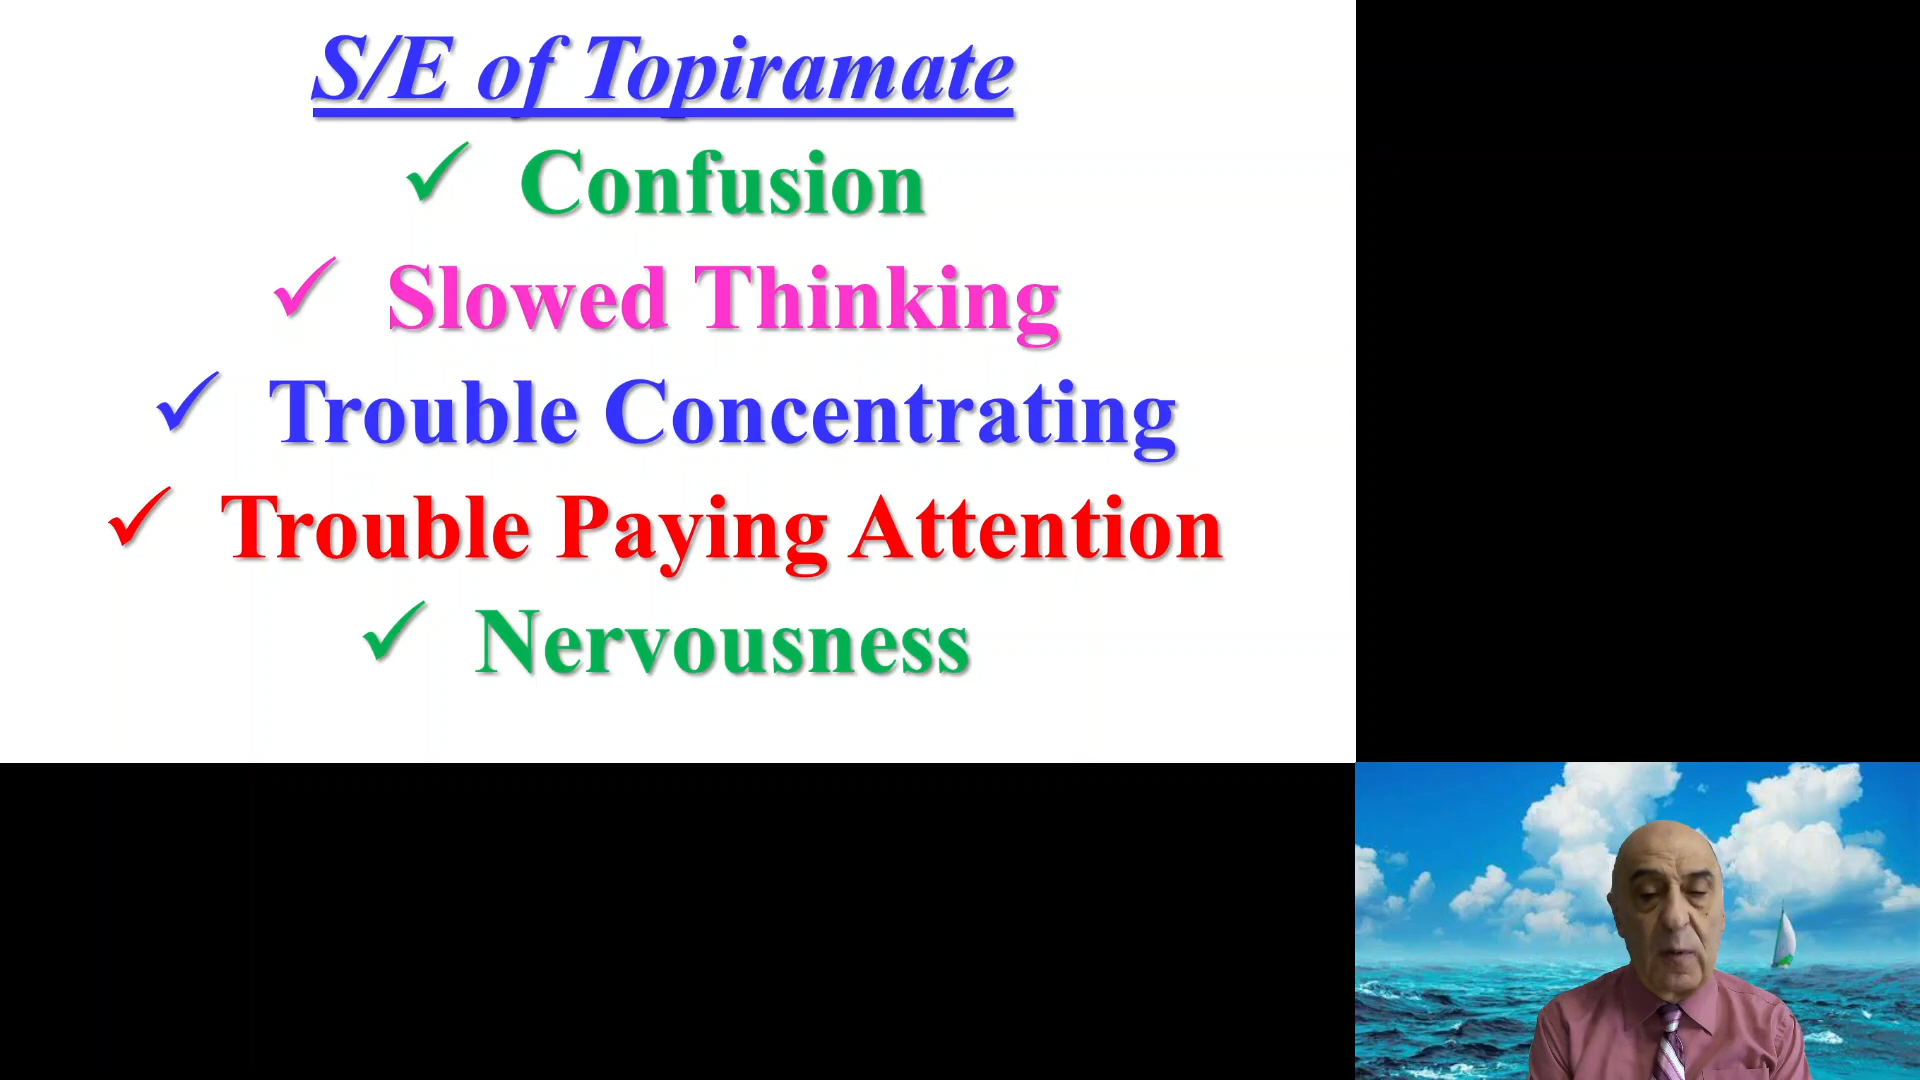 S/E of Topiramate
✓ Confusion
✓ Slowed Thinking
✓ Trouble Concentrating
✓ Trouble Paying Attention
✓ Nervousness